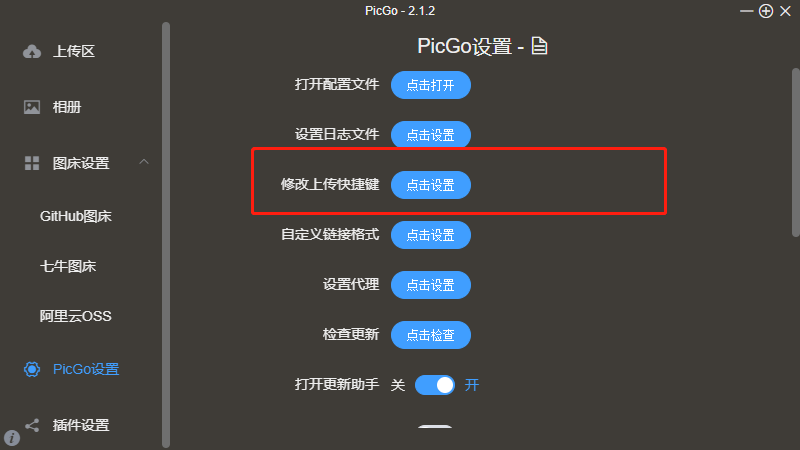 PicGo - 2.1.2
上传区
相册
图床设置
GitHub图床
七牛图床
阿里云OSS
PicGo设置
插件设置
PicGo设置 -
打开配置文件 点击打开
设置日志文件 点击设置
修改上传快捷键 点击设置
自定义链接格式 点击设置
设置代理 点击设置
检查更新 点击检查
打开更新助手 关 开